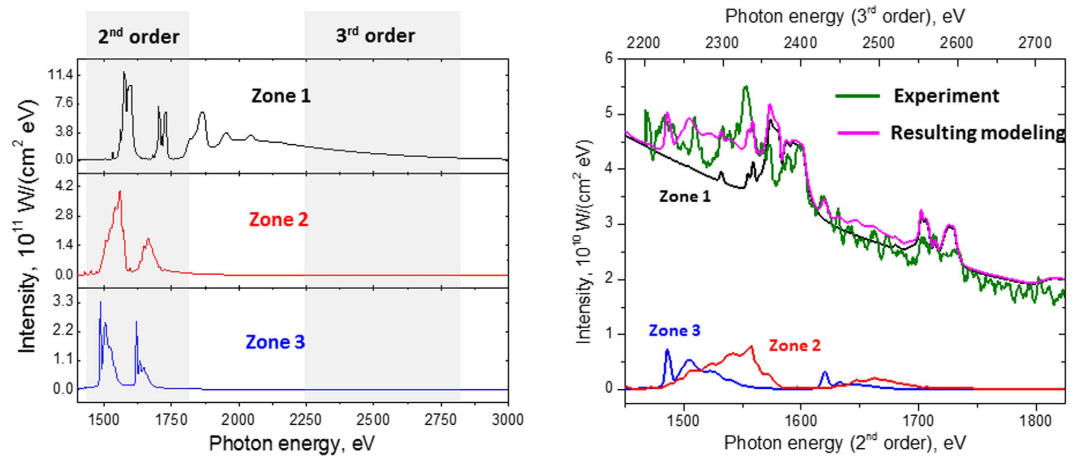 2nd order
3rd order
Zone 1
11.4
7.6
3.8
0.0
Zone 2
4.2
2.8
1.4
0.0
Zone 3
3.3
2.2
1.1
0.0
Intensity, 10^11 W/(cm^2 eV)
1500 1750 2000 2250 2500 2750 3000
Photon energy, eV
Photon energy (3rd order), eV
2200 2300 2400 2500 2600 2700
6
5
4
3
2
1
0
Intensity, 10^10 W/(cm^2 eV)
Experiment
Resulting modeling
Zone 1
Zone 3
Zone 2
1500 1600 1700 1800
Photon energy (2nd order), eV